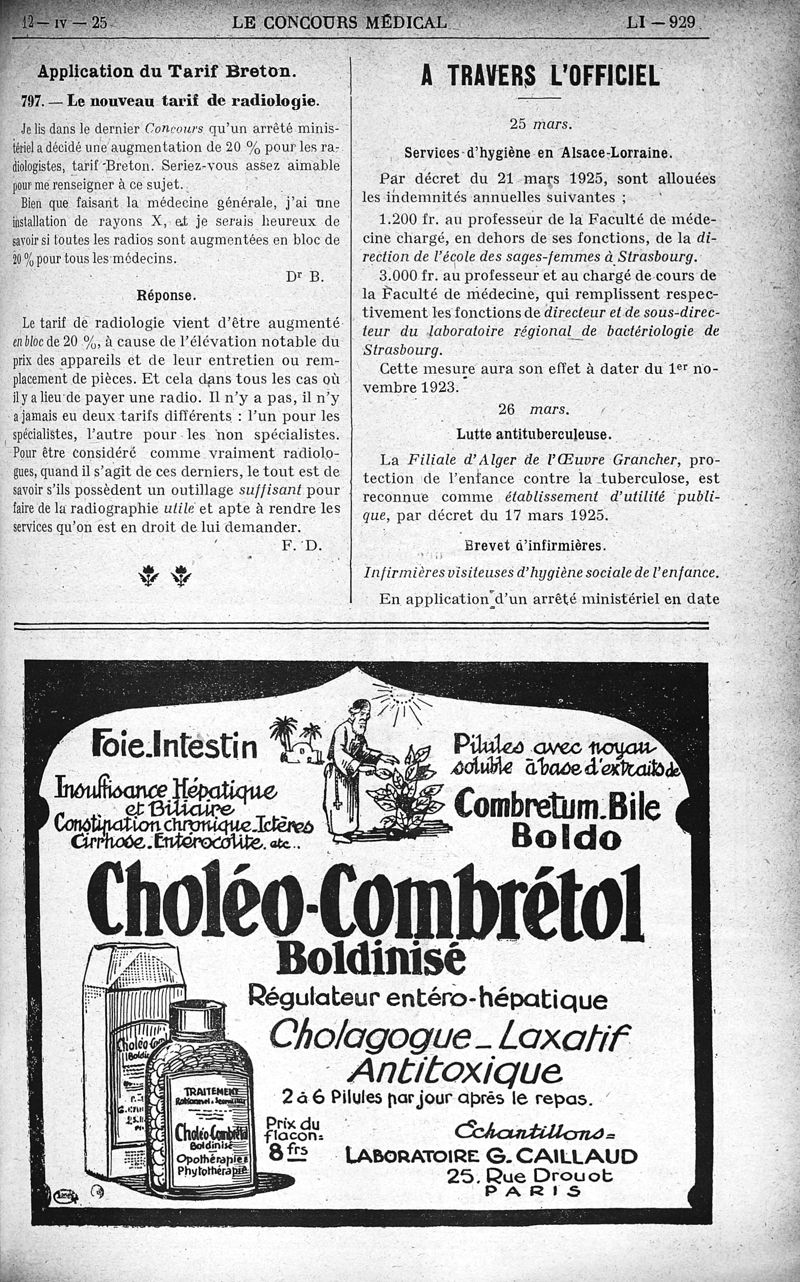 12 — IV — 25
LE CONCOURS MÉDICAL
LI — 929
Application du Tarif Breton.
797. — Le nouveau tarif de radiologie.
Je lis dans le dernier Concours qu'un arrêté minis-
tériel a décidé une augmentation de 20 % pour les ra-
diologistes, tarif Breton. Seriez-vous assez aimable
pour me renseigner à ce sujet.
Bien que faisant la médecine générale, j'ai une
installation de rayons X, et je serais heureux de
savoir si toutes les radios sont augmentées en bloc de
20 % pour tous les médecins.
Dr B.
Réponse.
Le tarif de radiologie vient d'être augmenté
en bloc de 20 %, à cause de l'élévation notable du
prix des appareils et de leur entretien ou rem-
placement de pièces. Et cela dans tous les cas où
il y a lieu de payer une radio. Il n'y a pas, il n'y
a jamais eu deux tarifs différents : l'un pour les
spécialistes, l'autre pour les non spécialistes.
Pour être considéré comme vraiment radiolo-
gues, quand il s'agit de ces derniers, le tout est de
savoir s'ils possèdent un outillage suffisant pour
faire de la radiographie utile et apte à rendre les
services qu'on est en droit de lui demander.
F. D.
A TRAVERS L'OFFICIEL
25 mars.
Services d'hygiène en Alsace-Lorraine.
Par décret du 21 mars 1925, sont allouées
les indemnités annuelles suivantes ;
1.200 fr. au professeur de la Faculté de méde-
cine chargé, en dehors de ses fonctions, de la di-
rection de l'école des sages-femmes à Strasbourg.
3.000 fr. au professeur et au chargé de cours de
la Faculté de médecine, qui remplissent respec-
tivement les fonctions de directeur et de sous-direc-
teur du laboratoire régional de bactériologie de
Strasbourg.
Cette mesure aura son effet à dater du 1er no-
vembre 1923.
26 mars.
Lutte antituberculeuse.
La Filiale d'Alger de l'Œuvre Grancher, pro-
tection de l'enfance contre la tuberculose, est
reconnue comme établissement d'utilité publi-
que, par décret du 17 mars 1925.
Brevet d'infirmières.
Infirmières visiteuses d'hygiène sociale de l'enfance.
En application d'un arrêté ministériel en date
Foie-Intestin
Insuffisance Hépatique
et Biliaire
Constipation chronique-Ictères
Cirrhose-Entérocolite. etc..
Pilules avec noyau
soluble à base d'extraits de
Combretum-Bile
Boldo
Choléo-Combrétol
Boldinisé
Régulateur entéro-hépatique
Cholagogue-Laxatif
Antitoxique
2 à 6 Pilules par jour après le repas.
Prix du
flacon:
8 frs
Échantillons=
LABORATOIRE G. CAILLAUD
25, Rue Drouot
PARIS
TRAITEMENT
Choléo-Combrétol
Boldinisé
Opothérapie
Phytothérapie